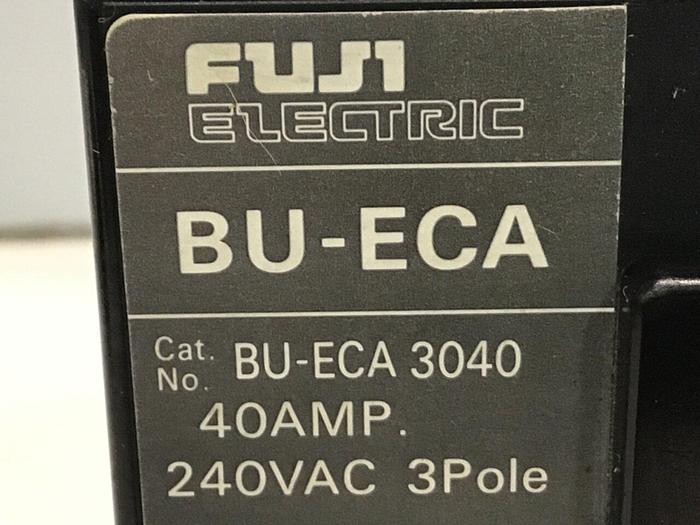 FUJI
ELECTRIC
BU-ECA
Cat. No. BU-ECA 3040
40AMP.
240VAC 3Pole